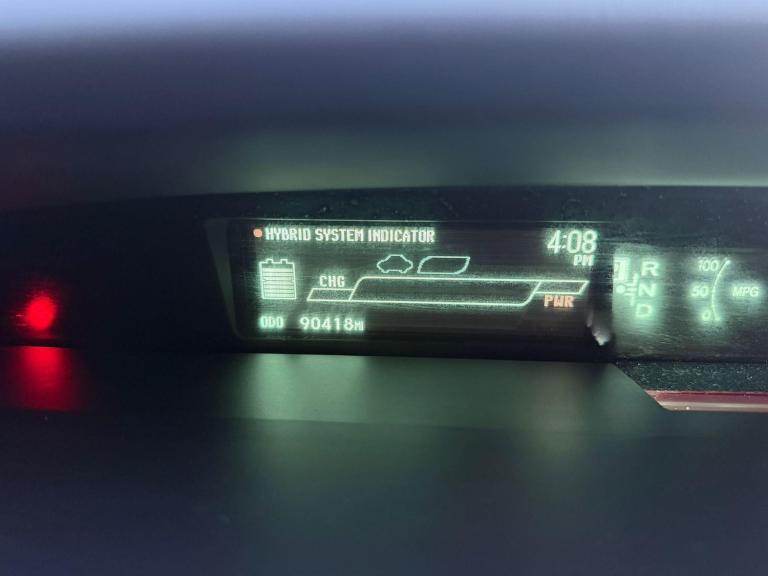 HYBRID SYSTEM INDICATOR
4:08
PM
CHG
PWR
ODO 90418MI
R
N
D
100
50
0
MPG